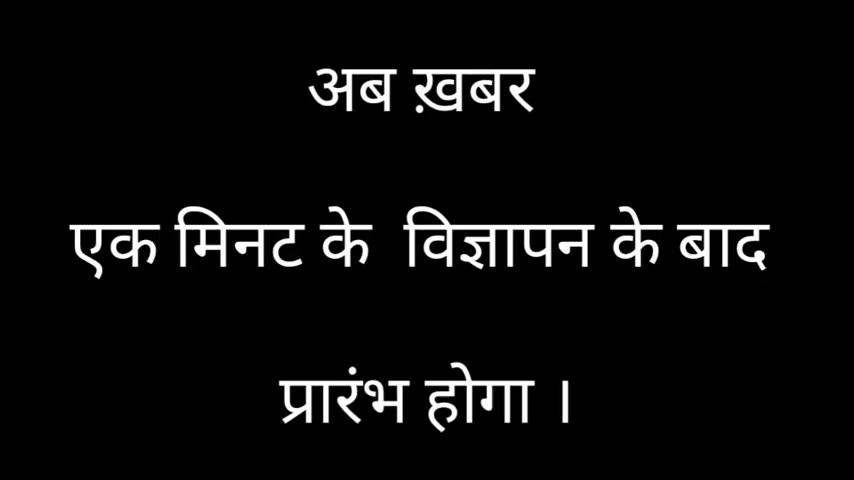 अब ख़बर
एक मिनट के विज्ञापन के बाद
प्रारंभ होगा ।